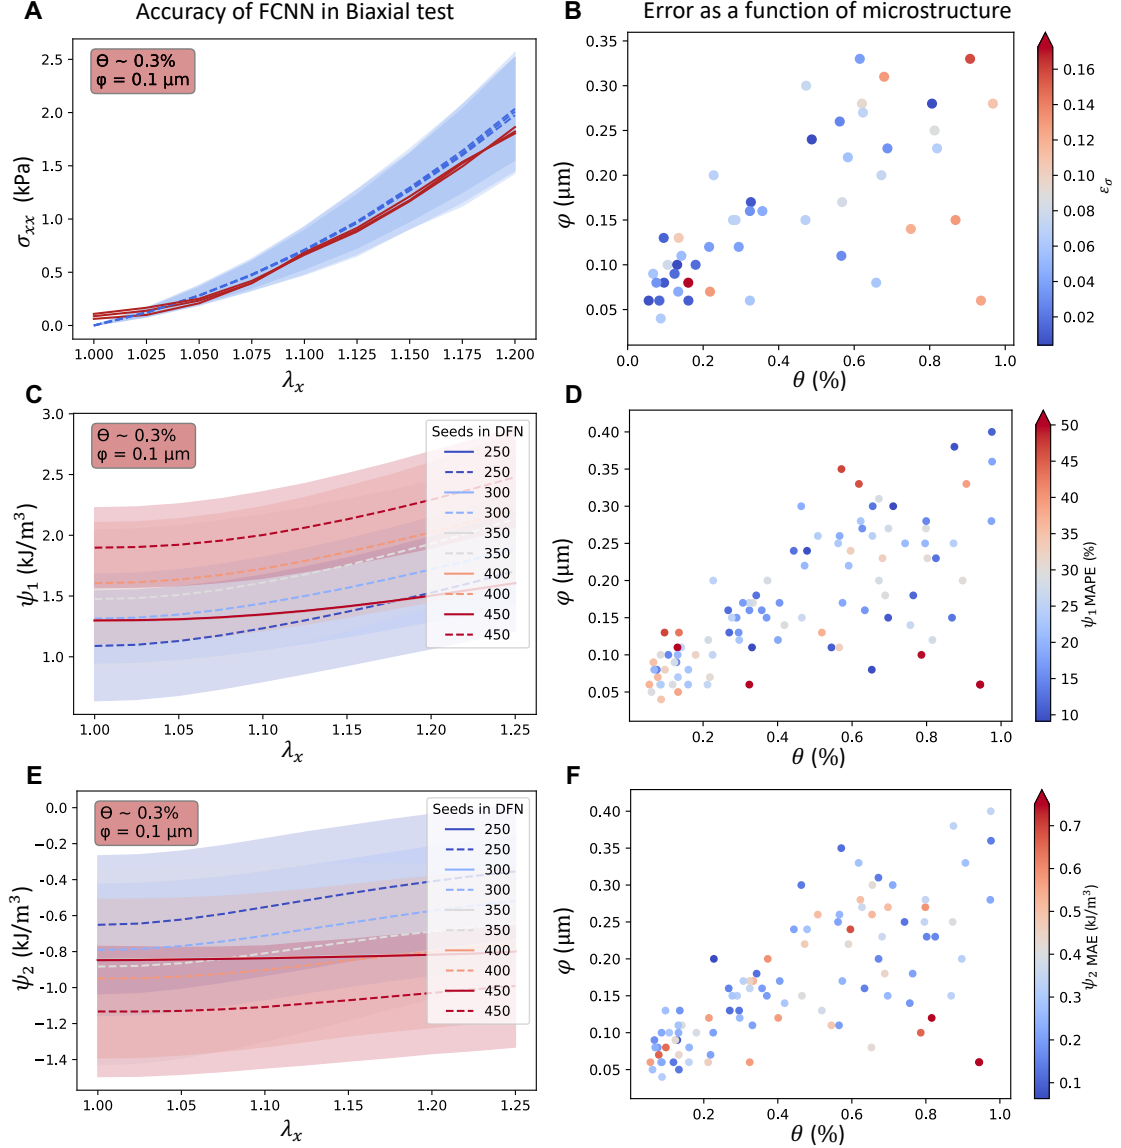 A
Accuracy of FCNN in Biaxial test
B
Error as a function of microstructure
Θ ~ 0.3%
φ = 0.1 μm
2.5
2.0
1.5
1.0
0.5
0.0
σxx (kPa)
1.000 1.025 1.050 1.075 1.100 1.125 1.150 1.175 1.200
λx
0.35
0.30
0.25
0.20
0.15
0.10
0.05
φ (μm)
0.0 0.2 0.4 0.6 0.8 1.0
θ (%)
0.16
0.14
0.12
0.10
0.08
0.06
0.04
0.02
εσ
C
Θ ~ 0.3%
φ = 0.1 μm
3.0
2.5
2.0
1.5
1.0
ψ1 (kJ/m³)
Seeds in DFN
250
250
300
300
350
350
400
400
450
450
1.00 1.05 1.10 1.15 1.20 1.25
λx
D
0.40
0.35
0.30
0.25
0.20
0.15
0.10
0.05
φ (μm)
0.2 0.4 0.6 0.8 1.0
θ (%)
50
45
40
35
30
25
20
15
10
ψ1 MAPE (%)
E
Θ ~ 0.3%
φ = 0.1 μm
0.0
−0.2
−0.4
−0.6
−0.8
−1.0
−1.2
−1.4
ψ2 (kJ/m³)
Seeds in DFN
250
250
300
300
350
350
400
400
450
450
1.00 1.05 1.10 1.15 1.20 1.25
λx
F
0.40
0.35
0.30
0.25
0.20
0.15
0.10
0.05
φ (μm)
0.2 0.4 0.6 0.8 1.0
θ (%)
0.7
0.6
0.5
0.4
0.3
0.2
0.1
ψ2 MAE (kJ/m³)